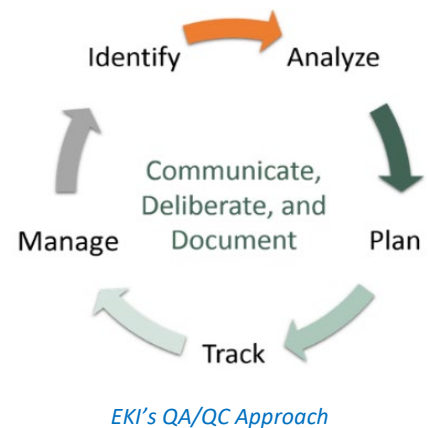 Identify
Analyze
Communicate,
Deliberate, and
Document
Manage
Plan
Track
EKI's QA/QC Approach